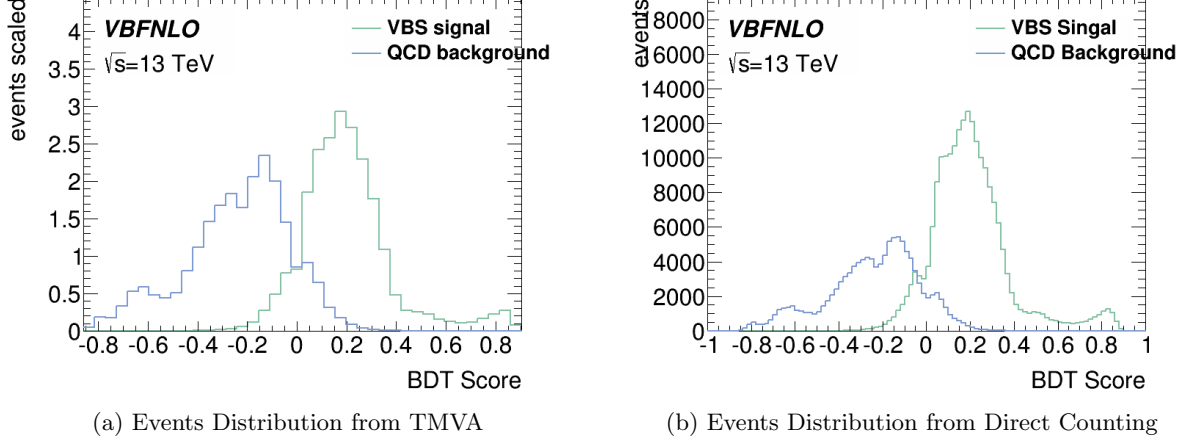 events scaled
4
3.5
3
2.5
2
1.5
1
0.5
0
VBFNLO
√s=13 TeV
VBS signal
QCD background
-0.8 -0.6 -0.4 -0.2 0 0.2 0.4 0.6 0.8
BDT Score
(a) Events Distribution from TMVA
events
18000
16000
14000
12000
10000
8000
6000
4000
2000
0
VBFNLO
√s=13 TeV
VBS Singal
QCD Background
-1 -0.8 -0.6 -0.4 -0.2 0 0.2 0.4 0.6 0.8 1
BDT Score
(b) Events Distribution from Direct Counting